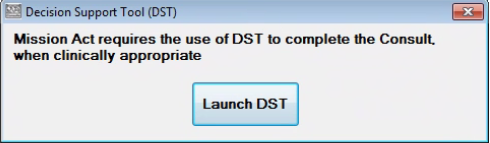 Decision Support Tool (DST)
Mission Act requires the use of DST to complete the Consult,
when clinically appropriate
Launch DST